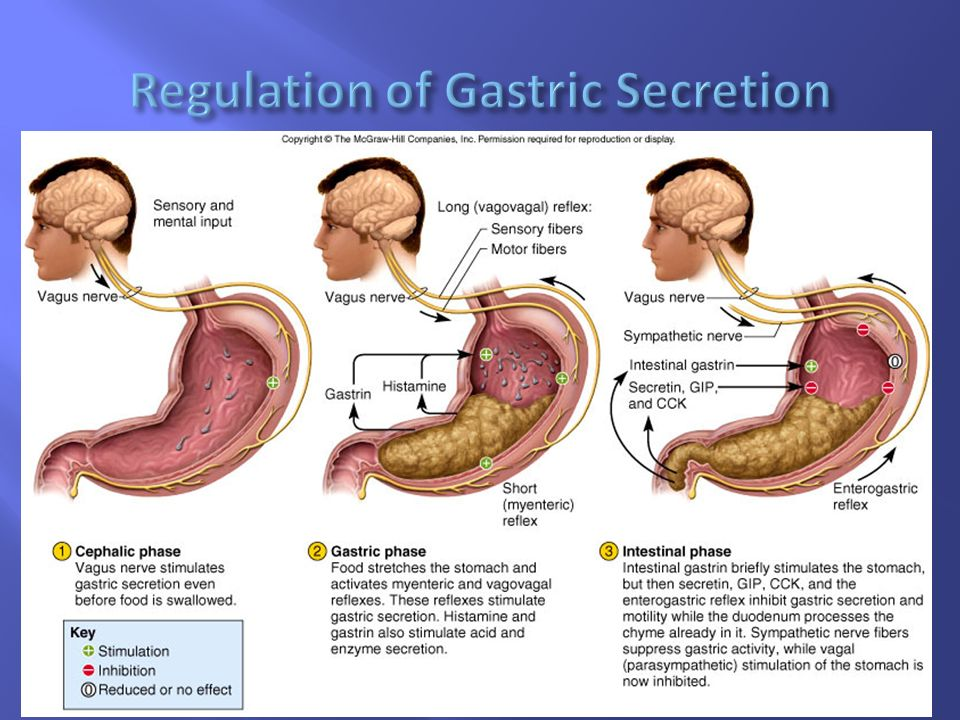 Regulation of Gastric Secretion
Copyright © The McGraw-Hill Companies, Inc. Permission required for reproduction or display.
Sensory and
mental input
Vagus nerve
Long (vagovagal) reflex:
Sensory fibers
Motor fibers
Vagus nerve
Gastrin
Histamine
Short
(myenteric)
reflex
Vagus nerve
Sympathetic nerve
Intestinal gastrin
Secretin, GIP,
and CCK
Enterogastric
reflex
1 Cephalic phase
Vagus nerve stimulates
gastric secretion even
before food is swallowed.
2 Gastric phase
Food stretches the stomach and
activates myenteric and vagovagal
reflexes. These reflexes stimulate
gastric secretion. Histamine and
gastrin also stimulate acid and
enzyme secretion.
3 Intestinal phase
Intestinal gastrin briefly stimulates the stomach,
but then secretin, GIP, CCK, and the
enterogastric reflex inhibit gastric secretion and
motility while the duodenum processes the
chyme already in it. Sympathetic nerve fibers
suppress gastric activity, while vagal
(parasympathetic) stimulation of the stomach is
now inhibited.
Key
+ Stimulation
− Inhibition
0 Reduced or no effect